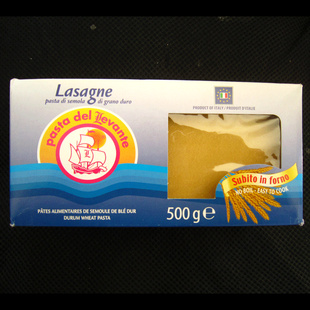 Lasagne
pasta di semola di grano duro
PRODUCT OF ITALY / PRODUIT D'ITALIE
pasta del Levante
Subito in forno
NO BOIL - EASY TO COOK
PÂTES ALIMENTAIRES DE SEMOULE DE BLÉ DUR
DURUM WHEAT PASTA
500 g e